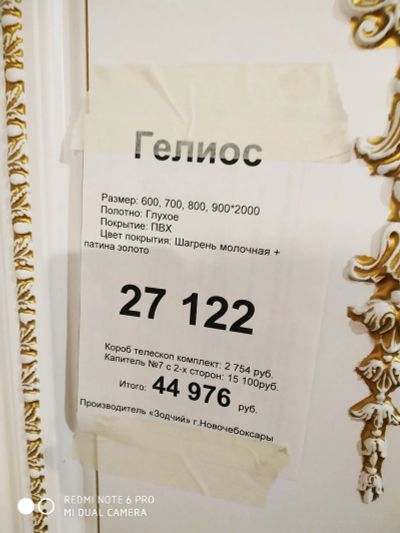 Гелиос
Размер: 600, 700, 800, 900*2000
Полотно: Глухое
Покрытие: ПВХ
Цвет покрытия: Шагрень молочная +
патина золото
27 122
Короб телескоп комплект: 2 754 руб.
Капитель №7 с 2-х сторон: 15 100руб.
Итого: 44 976 руб.
Производитель «Зодчий» г.Новочебоксары
REDMI NOTE 6 PRO
MI DUAL CAMERA